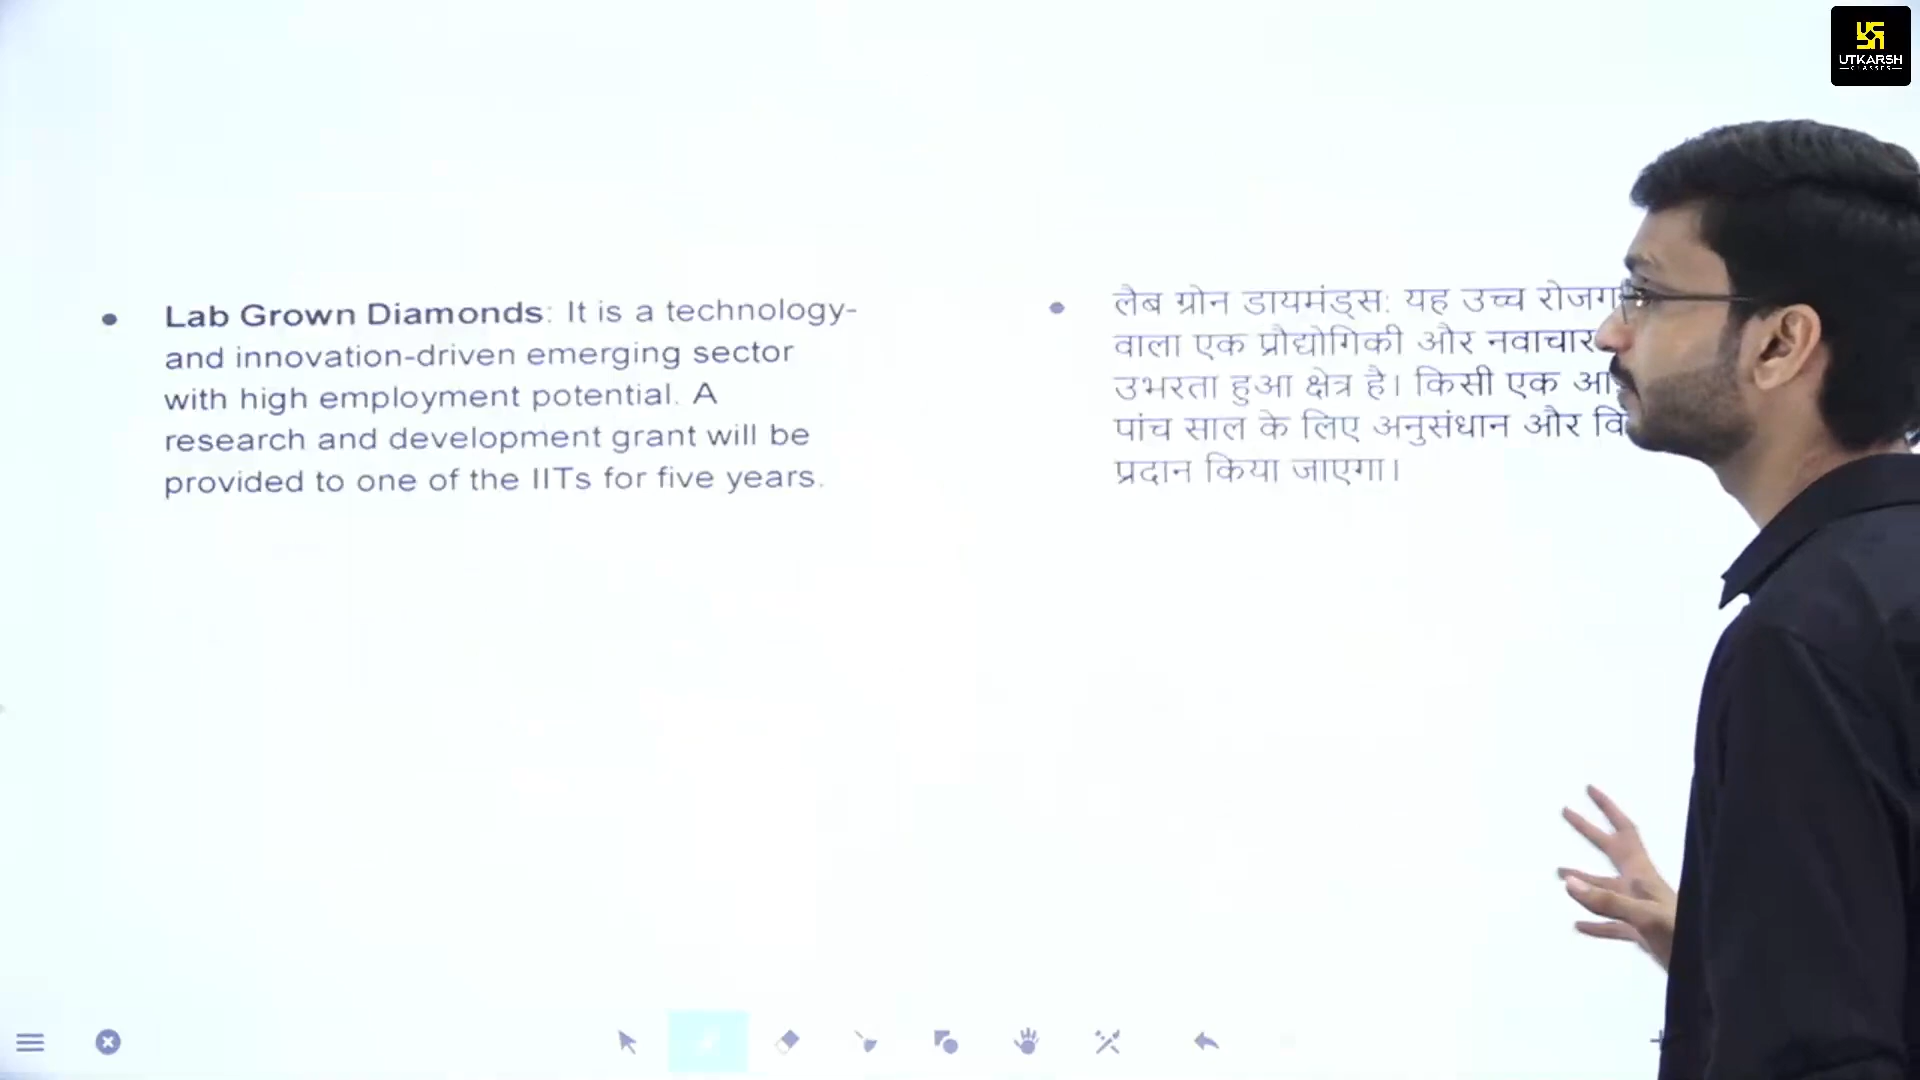 UTKARSH
CLASSES
• Lab Grown Diamonds: It is a technology-
and innovation-driven emerging sector
with high employment potential. A
research and development grant will be
provided to one of the IITs for five years.
• लैब ग्रोन डायमंड्स: यह उच्च
वाला एक प्रौद्योगिकी और नवाचार
उभरता हुआ क्षेत्र है। किसी एक
पांच साल के लिए अनुसंधान और
प्रदान किया जाएगा।